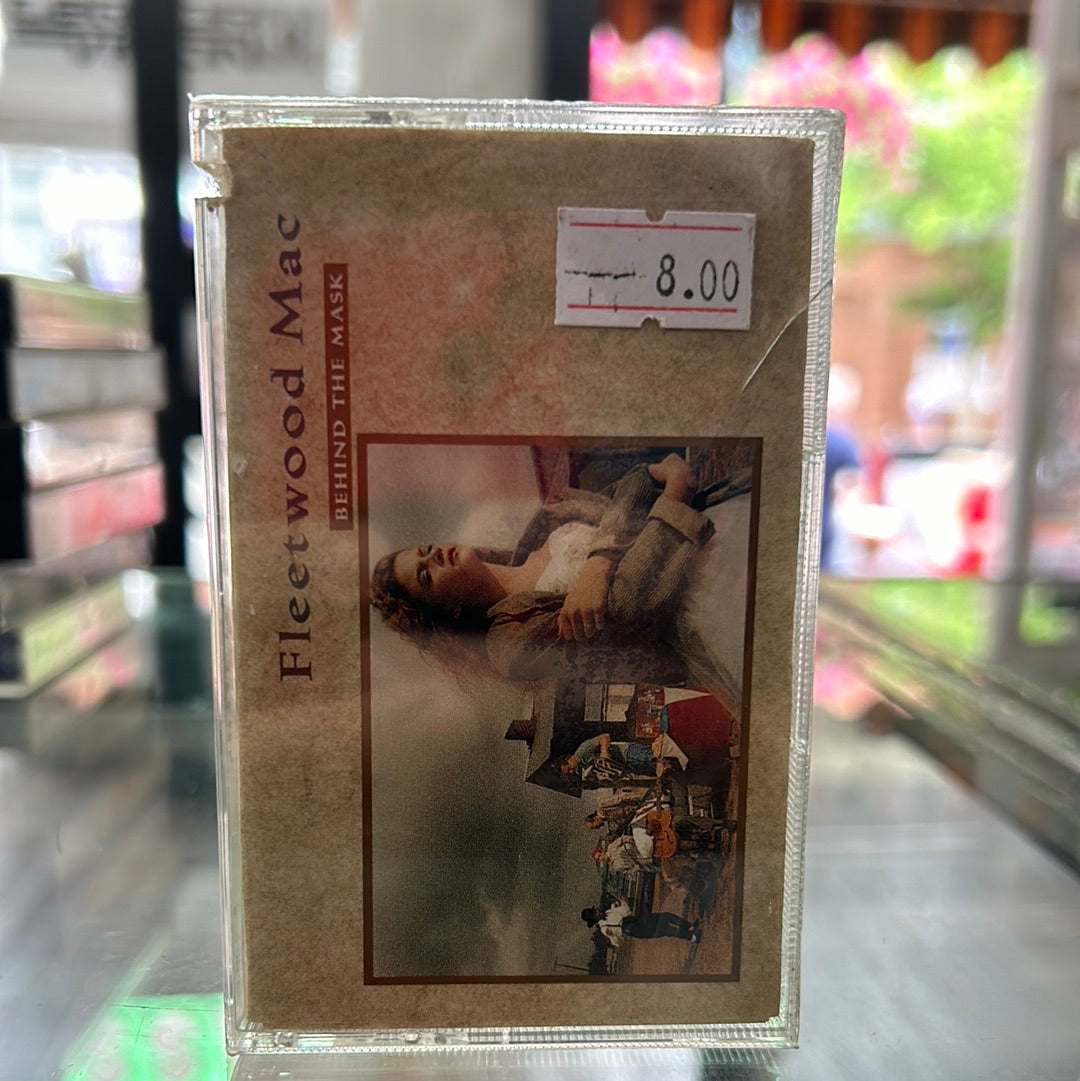 Fleetwood Mac
BEHIND THE MASK
8.00